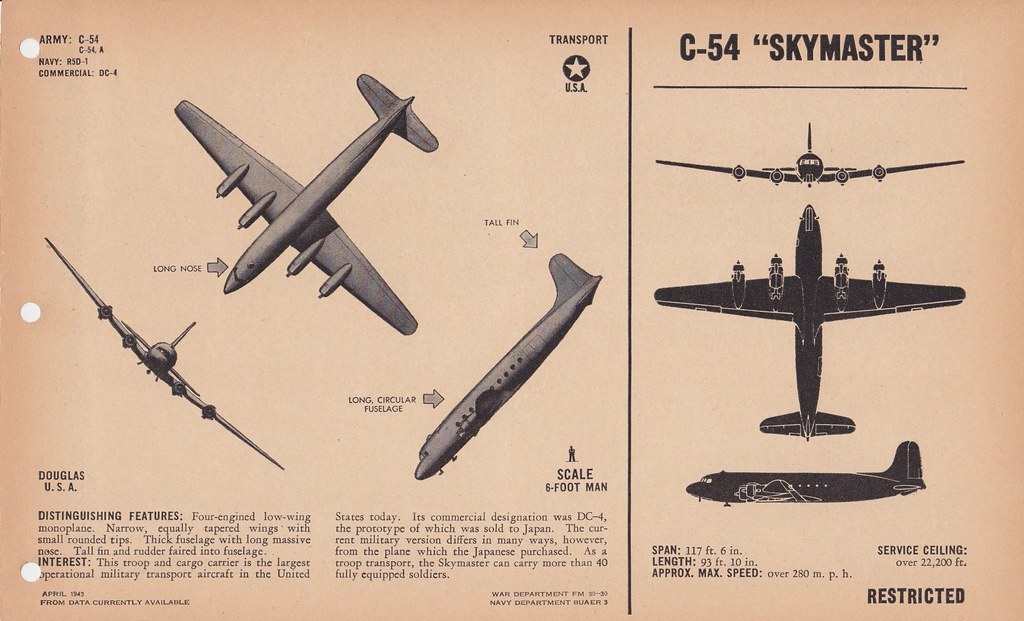 ARMY: C-54
C-54, A
NAVY: R5D-1
COMMERCIAL: DC-4
TRANSPORT
U.S.A.
LONG NOSE
TALL FIN
LONG, CIRCULAR
FUSELAGE
DOUGLAS
U. S. A.
SCALE
6-FOOT MAN
DISTINGUISHING FEATURES: Four-engined low-wing
monoplane. Narrow, equally tapered wings with
small rounded tips. Thick fuselage with long massive
nose. Tall fin and rudder faired into fuselage.
INTEREST: This troop and cargo carrier is the largest
operational military transport aircraft in the United
States today. Its commercial designation was DC-4,
the prototype of which was sold to Japan. The cur-
rent military version differs in many ways, however,
from the plane which the Japanese purchased. As a
troop transport, the Skymaster can carry more than 40
fully equipped soldiers.
APRIL 1943
FROM DATA CURRENTLY AVAILABLE
WAR DEPARTMENT FM 30-30
NAVY DEPARTMENT BUAER 3
C-54 "SKYMASTER"
SPAN: 117 ft. 6 in.
LENGTH: 93 ft. 10 in.
APPROX. MAX. SPEED: over 280 m. p. h.
SERVICE CEILING:
over 22,200 ft.
RESTRICTED